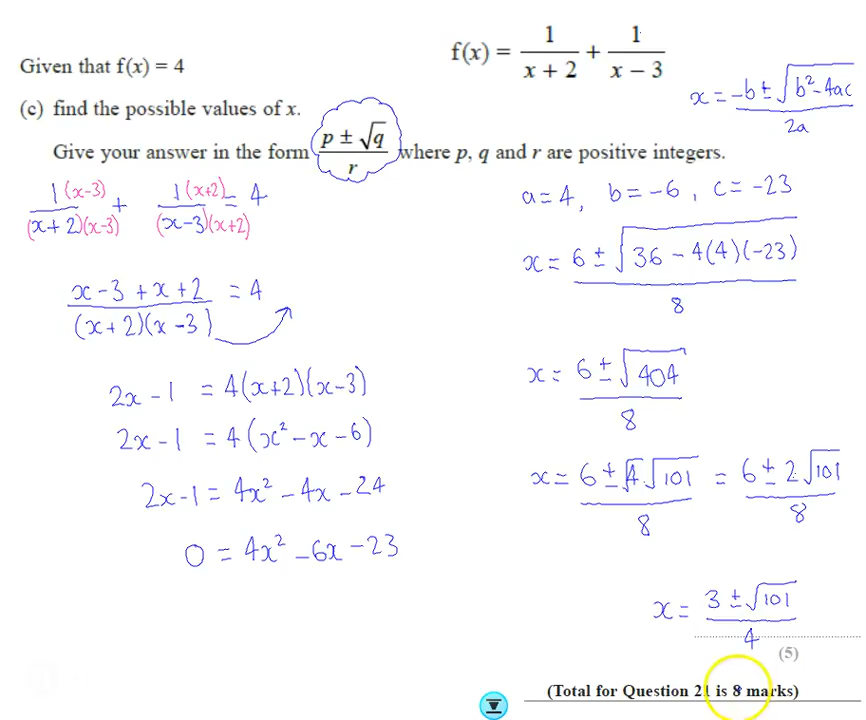 f(x) = 1/(x + 2) + 1/(x − 3)
Given that f(x) = 4
(c) find the possible values of x.
Give your answer in the form (p ± √q)/r where p, q and r are positive integers.
x = (-b ± √(b² - 4ac))/2a
1(x-3)/((x+2)(x-3)) + 1(x+2)/((x-3)(x+2)) = 4
(x - 3 + x + 2)/((x+2)(x-3)) = 4
2x - 1 = 4(x+2)(x-3)
2x - 1 = 4(x² - x - 6)
2x - 1 = 4x² - 4x - 24
0 = 4x² - 6x - 23
a = 4, b = -6, c = -23
x = (6 ± √(36 - 4(4)(-23)))/8
x = (6 ± √404)/8
x = (6 ± √4 √101)/8 = (6 ± 2√101)/8
x = (3 ± √101)/4
(5)
(Total for Question 21 is 8 marks)